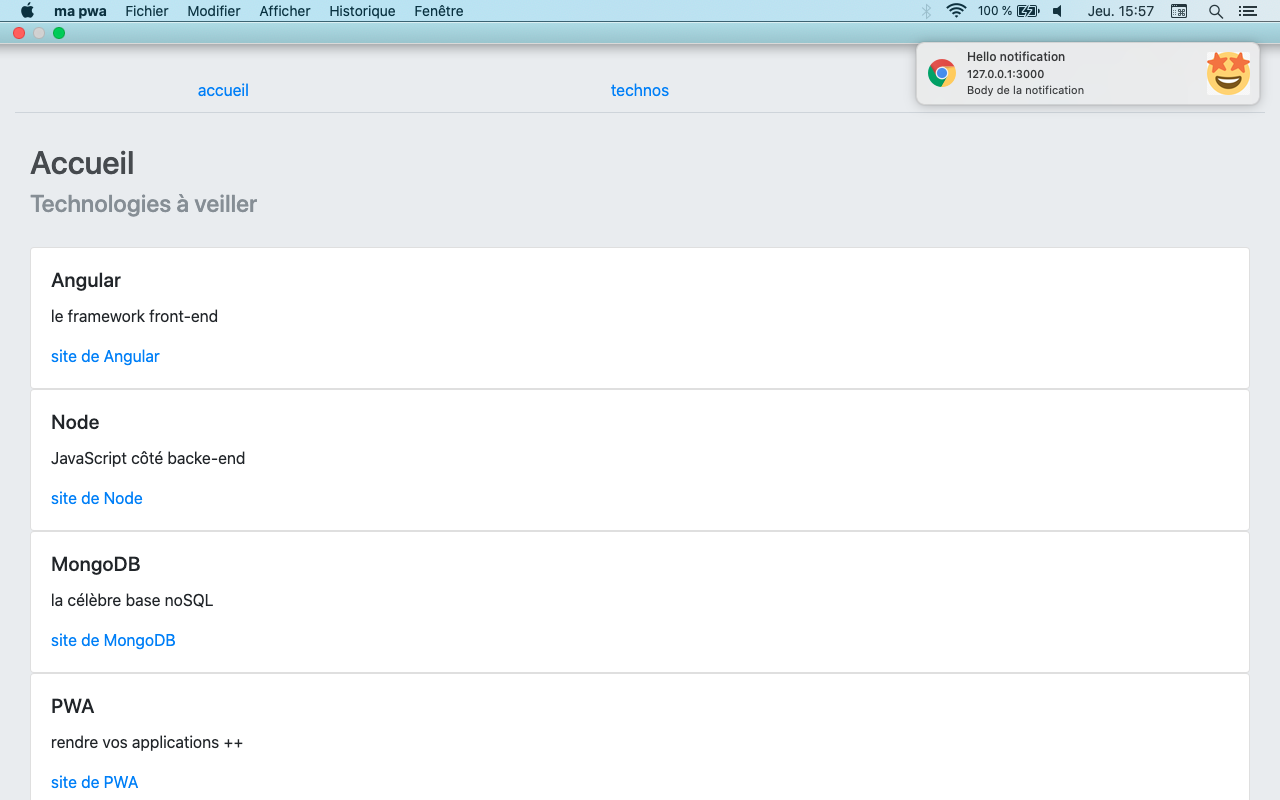 ma pwa Fichier Modifier Afficher Historique Fenêtre 100 % Jeu. 15:57
Hello notification
127.0.0.1:3000
Body de la notification
accueil technos
Accueil
Technologies à veiller
Angular
le framework front-end
site de Angular
Node
JavaScript côté backe-end
site de Node
MongoDB
la célèbre base noSQL
site de MongoDB
PWA
rendre vos applications ++
site de PWA